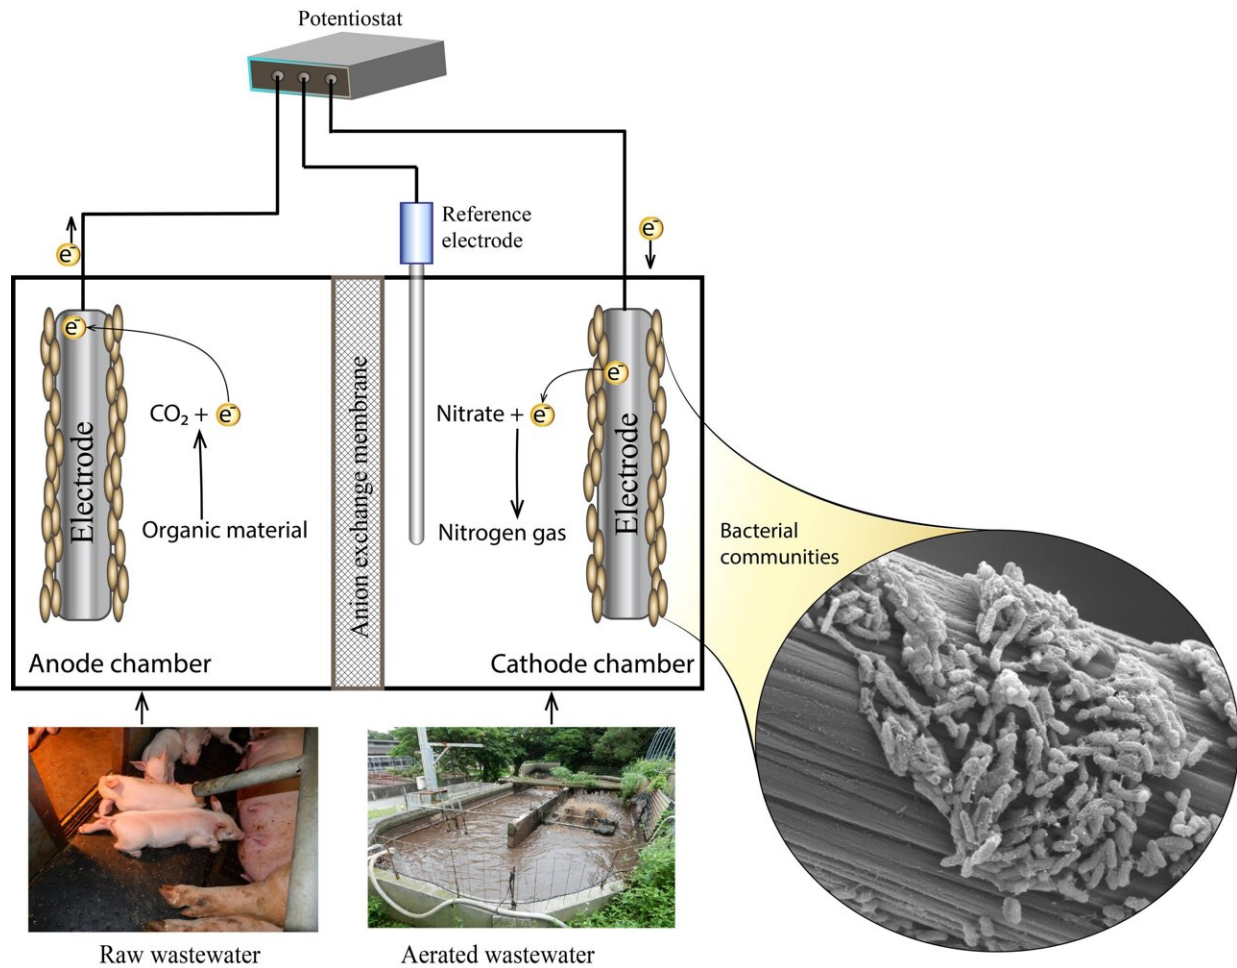 Potentiostat
Reference
electrode
e⁻
e⁻
e⁻
e⁻
CO₂ + e⁻
Nitrate + e⁻
Electrode
Organic material
Anion exchange membrane
Nitrogen gas
Electrode
Bacterial
communities
Anode chamber
Cathode chamber
Raw wastewater
Aerated wastewater